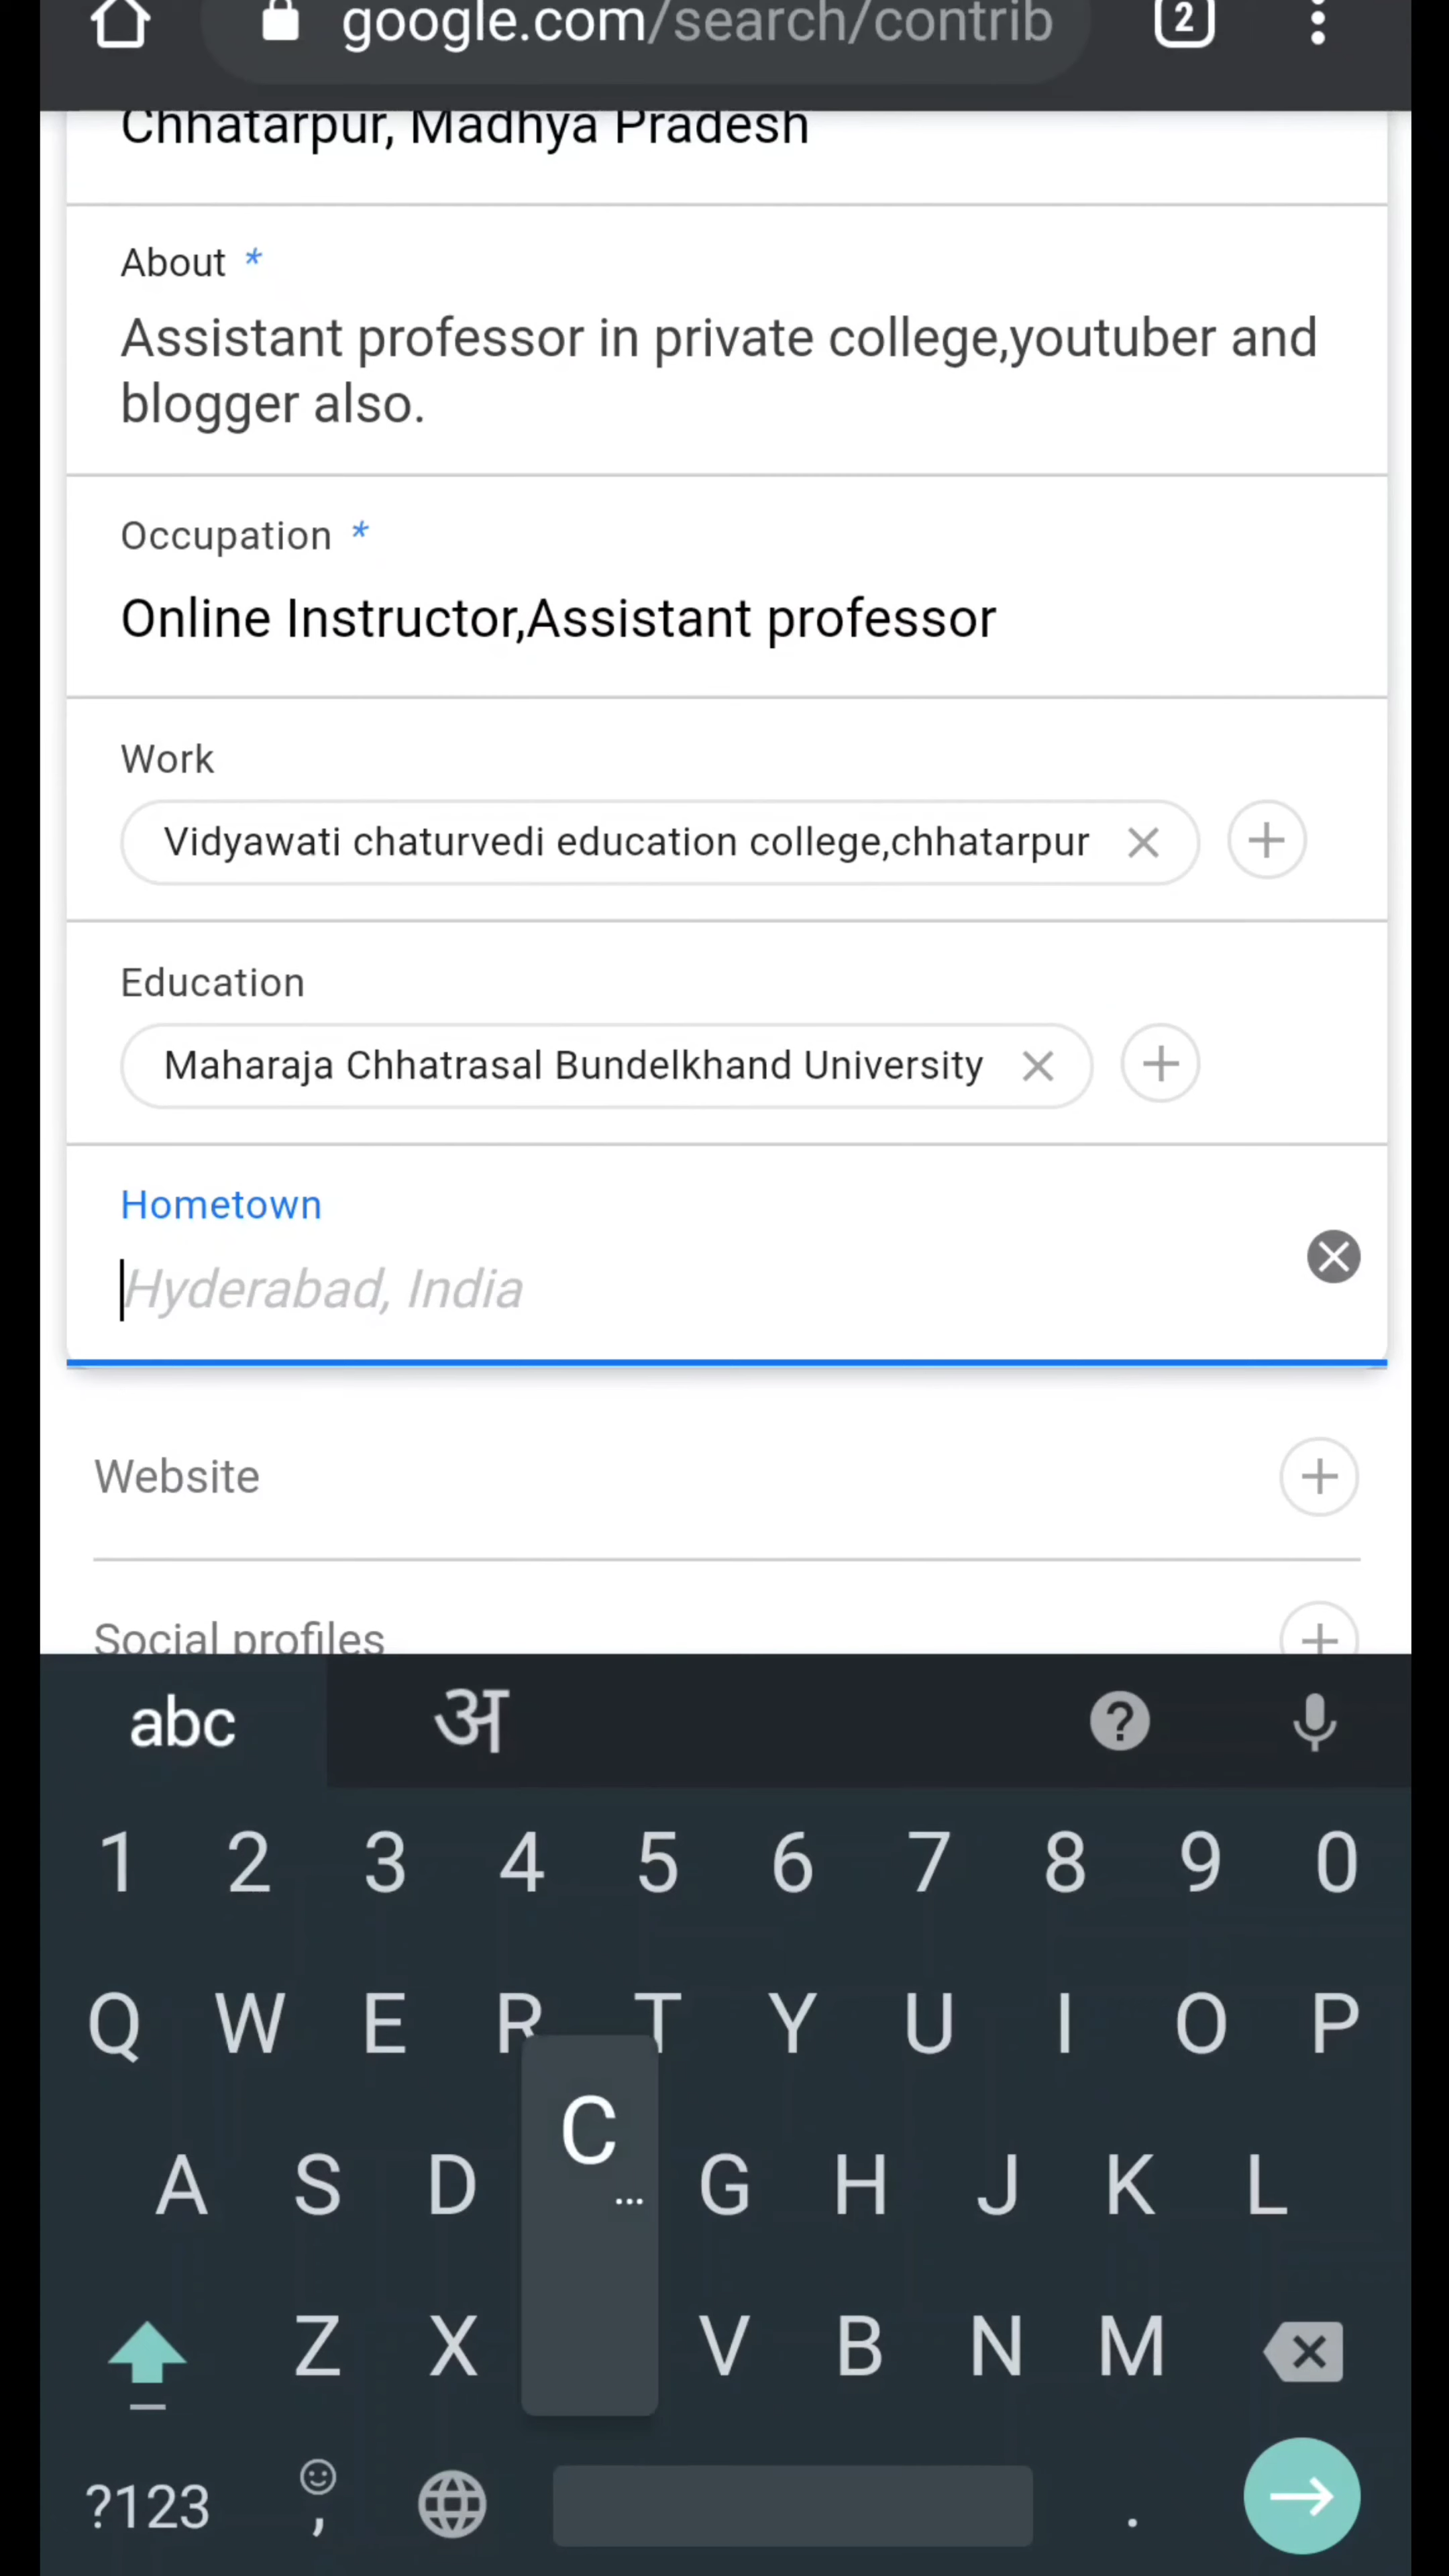 google.com/search/contrib
2
Chhatarpur, Madhya Pradesh
About *
Assistant professor in private college,youtuber and
blogger also.
Occupation *
Online Instructor,Assistant professor
Work
Vidyawati chaturvedi education college,chhatarpur
Education
Maharaja Chhatrasal Bundelkhand University
Hometown
Hyderabad, India
Website
Social profiles
abc अ ?
1 2 3 4 5 6 7 8 9 0
Q W E R T Y U I O P
C
...
A S D G H J K L
Z X V B N M
?123 , .